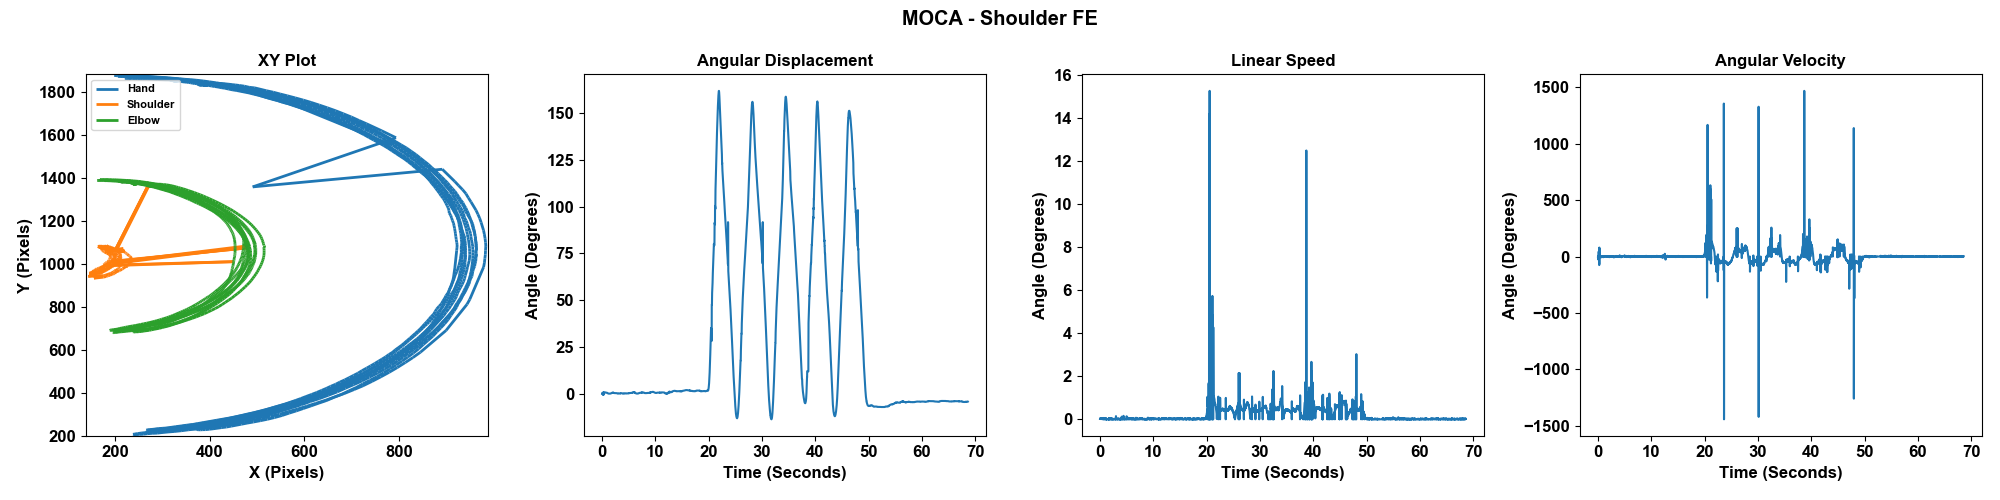 MOCA - Shoulder FE
XY Plot
Hand
Shoulder
Elbow
1800
1600
1400
1200
1000
800
600
400
200
Y (Pixels)
200 400 600 800
X (Pixels)
Angular Displacement
150
125
100
75
50
25
0
Angle (Degrees)
0 10 20 30 40 50 60 70
Time (Seconds)
Linear Speed
16
14
12
10
8
6
4
2
0
Angle (Degrees)
0 10 20 30 40 50 60 70
Time (Seconds)
Angular Velocity
1500
1000
500
0
−500
−1000
−1500
Angle (Degrees)
0 10 20 30 40 50 60 70
Time (Seconds)